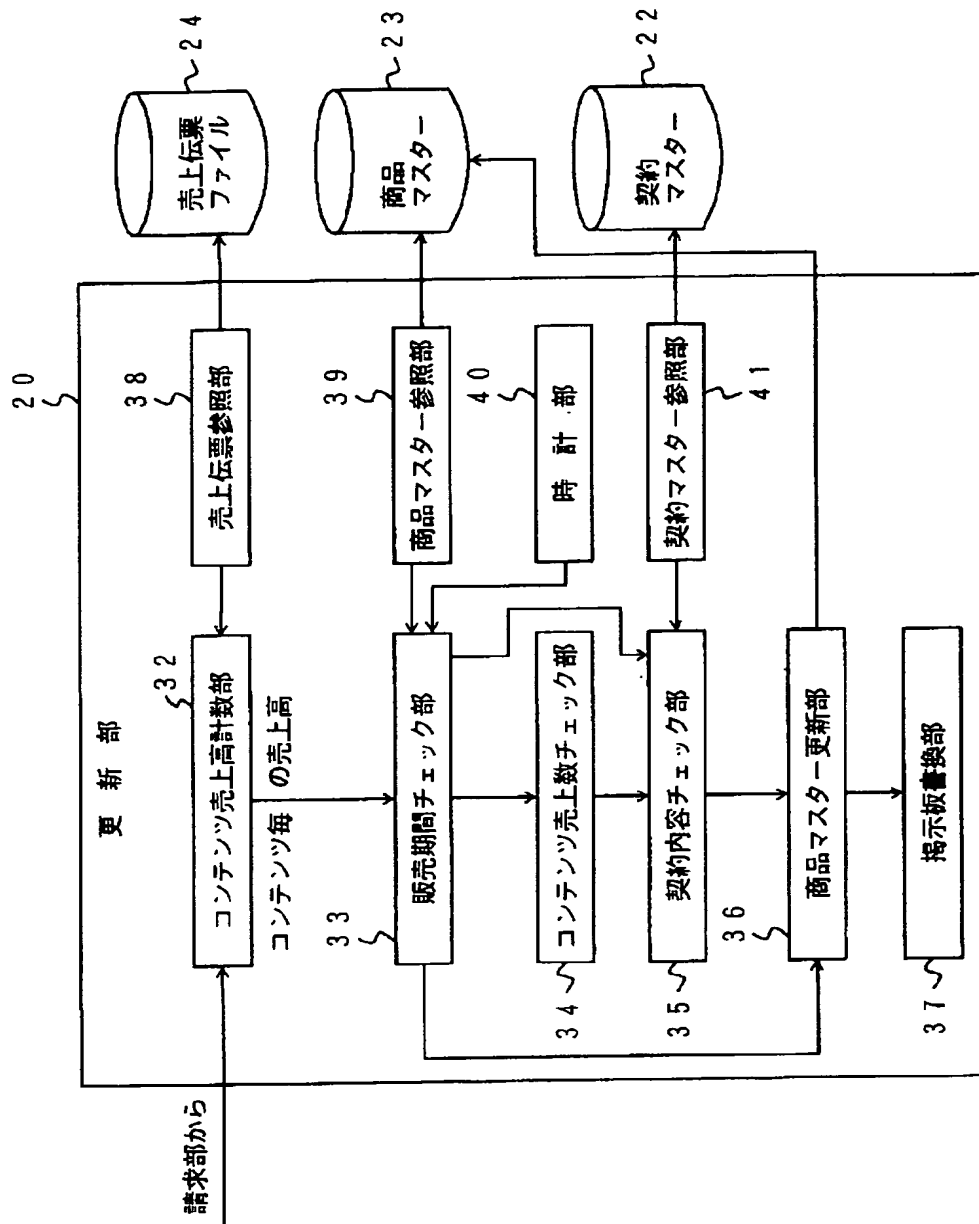 請求部から
20
更新部
32
コンテンツ売上高計数部
コンテンツ毎の売上高
38
売上伝票参照部
24
売上伝票
ファイル
33
販売期間チェック部
39
商品マスター参照部
23
商品
マスター
34
コンテンツ売上数チェック部
40
時計部
35
契約内容チェック部
契約マスター参照部
41
22
契約
マスター
36
商品マスター更新部
37
掲示板書換部